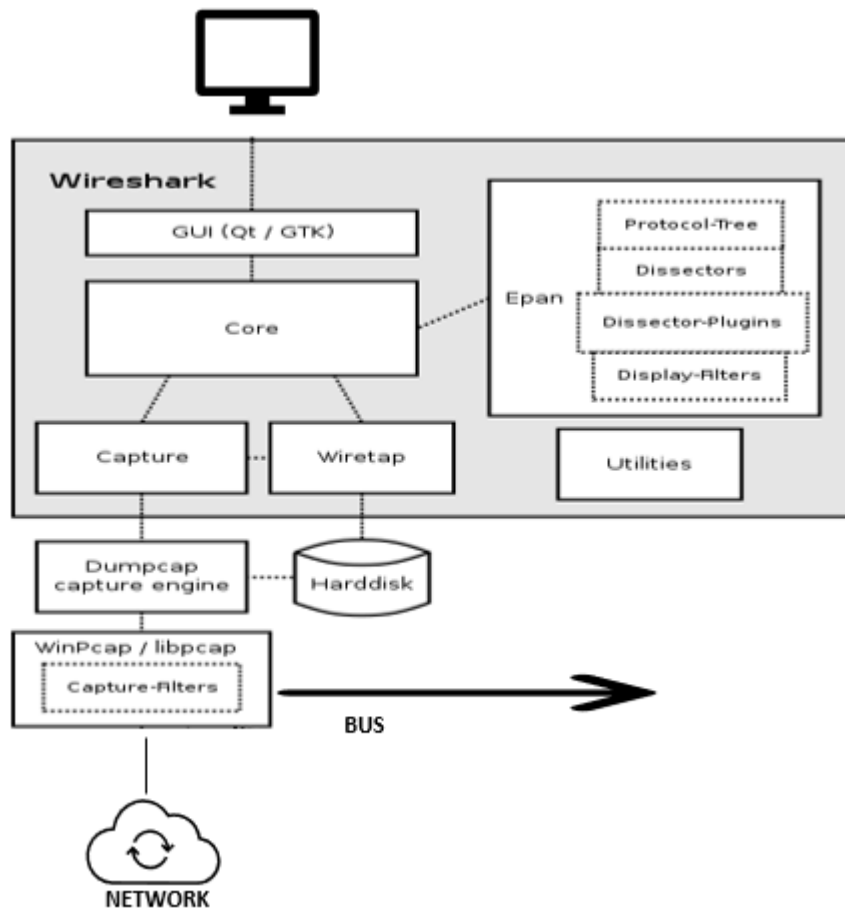 Wireshark
GUI (Qt / GTK)
Core
Epan
Protocol-Tree
Dissectors
Dissector-Plugins
Display-Filters
Capture
Wiretap
Utilities
Dumpcap
capture engine
Harddisk
WinPcap / libpcap
Capture-Filters
BUS
NETWORK